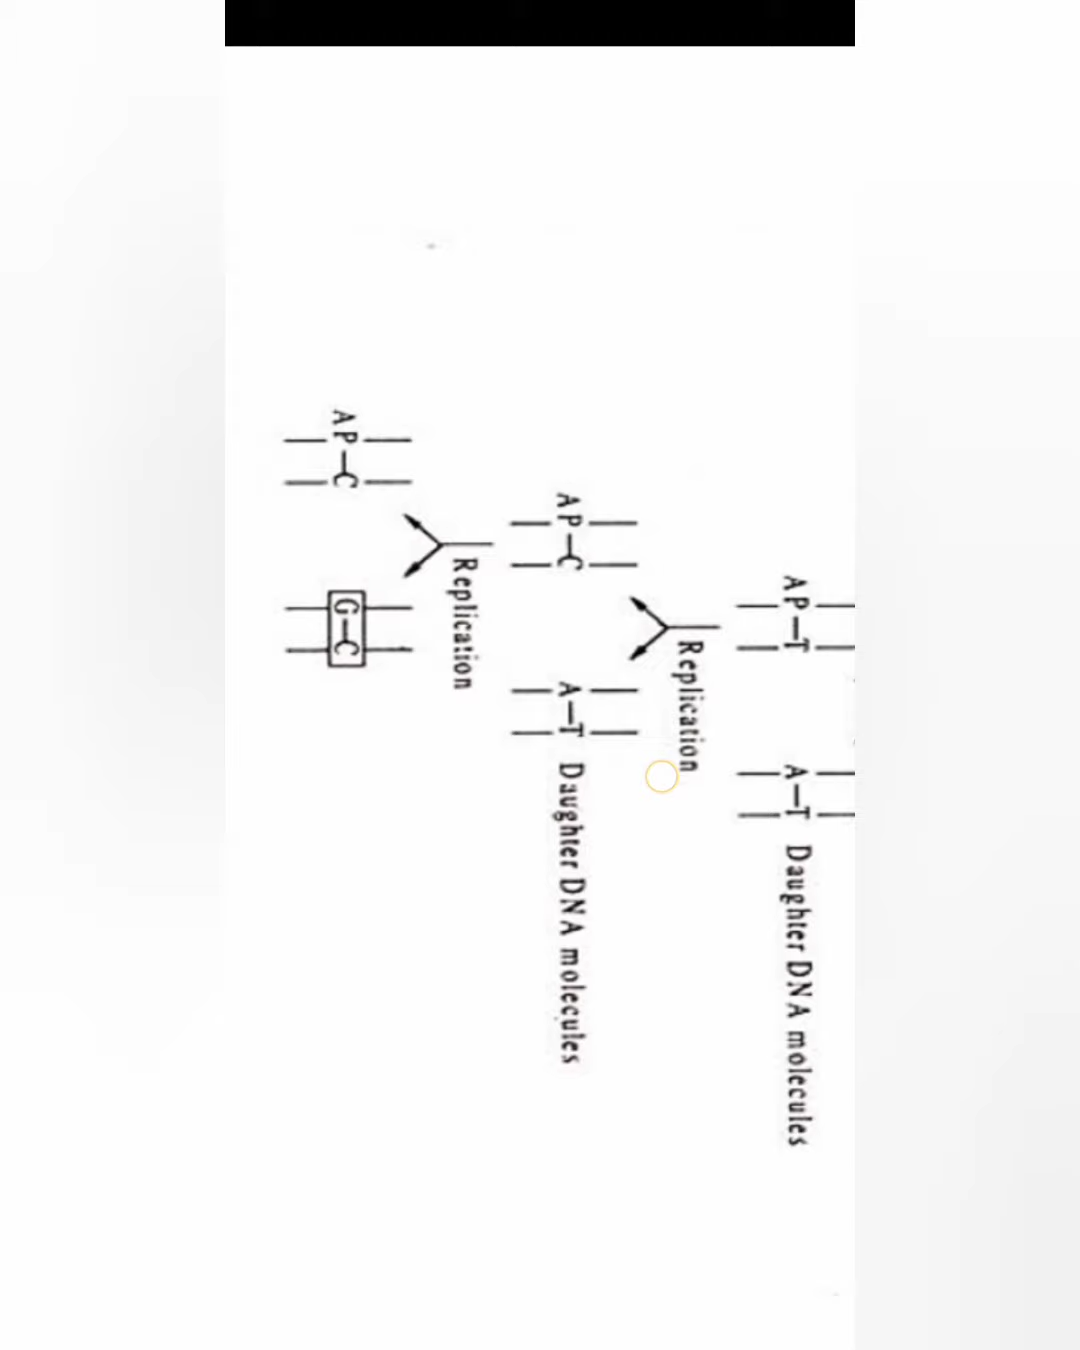 AP—T A—T Daughter DNA molecules
Replication
AP—C A—T Daughter DNA molecules
Replication
AP—C G—C